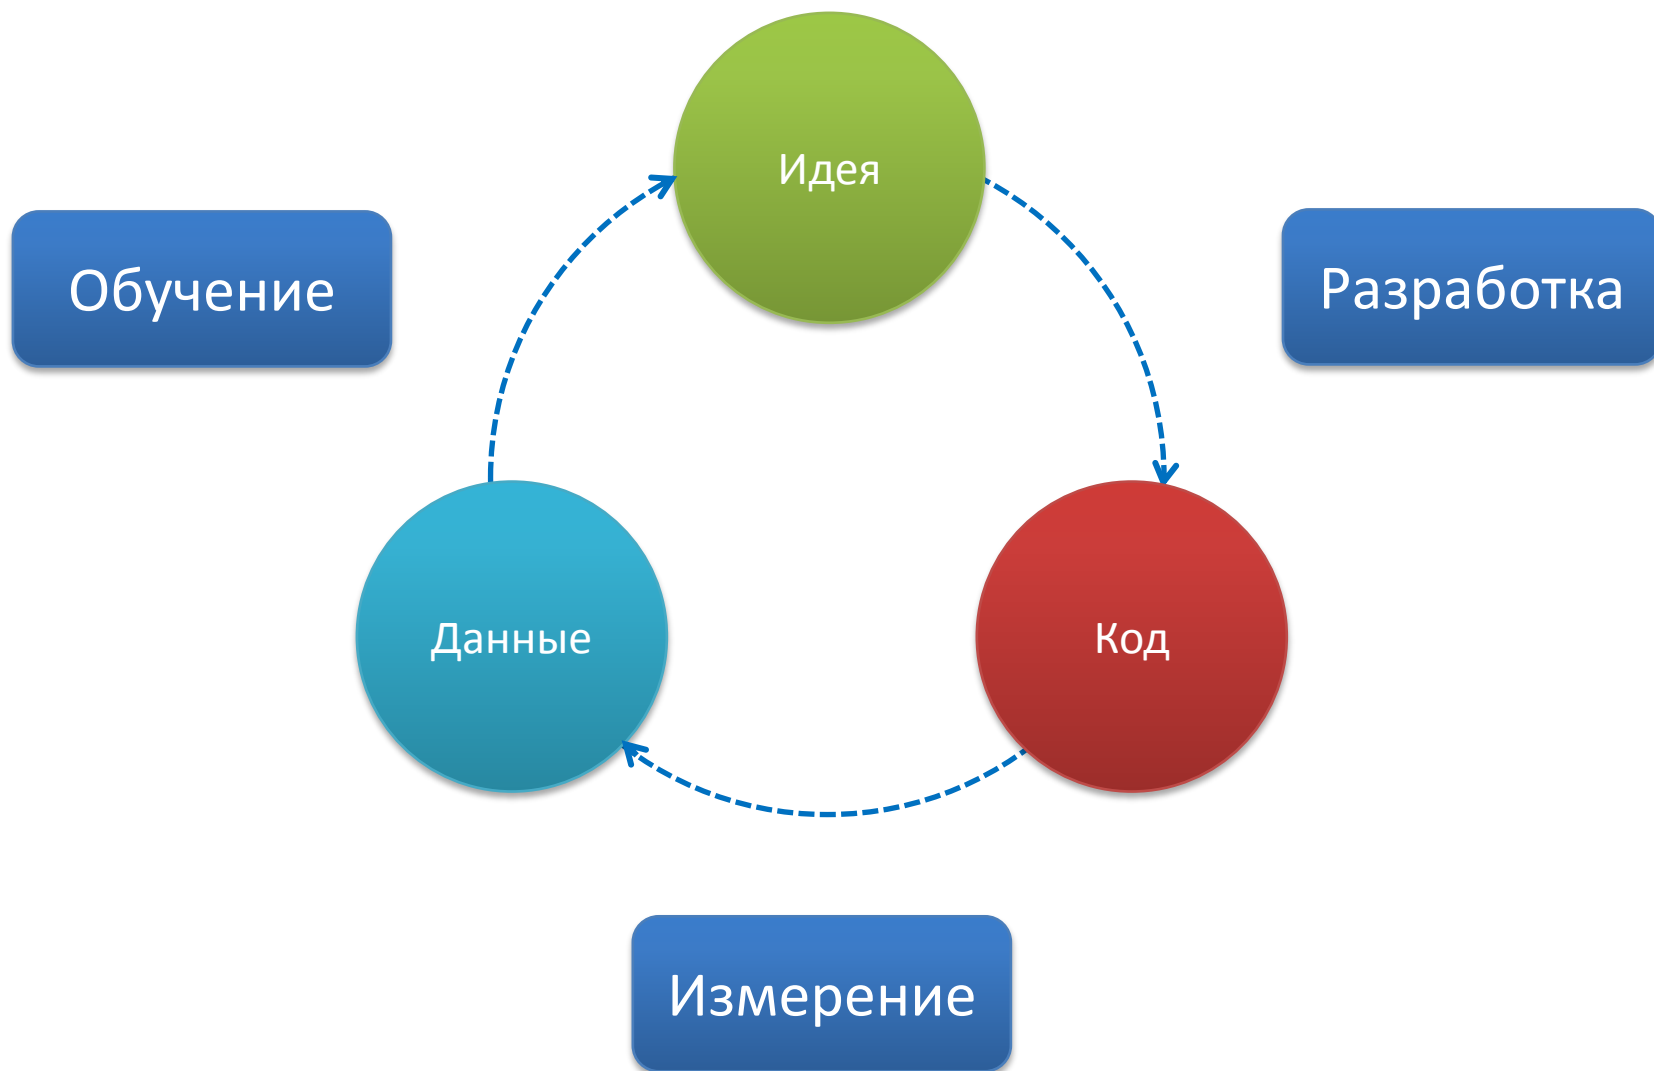 Идея
Обучение
Разработка
Данные
Код
Измерение